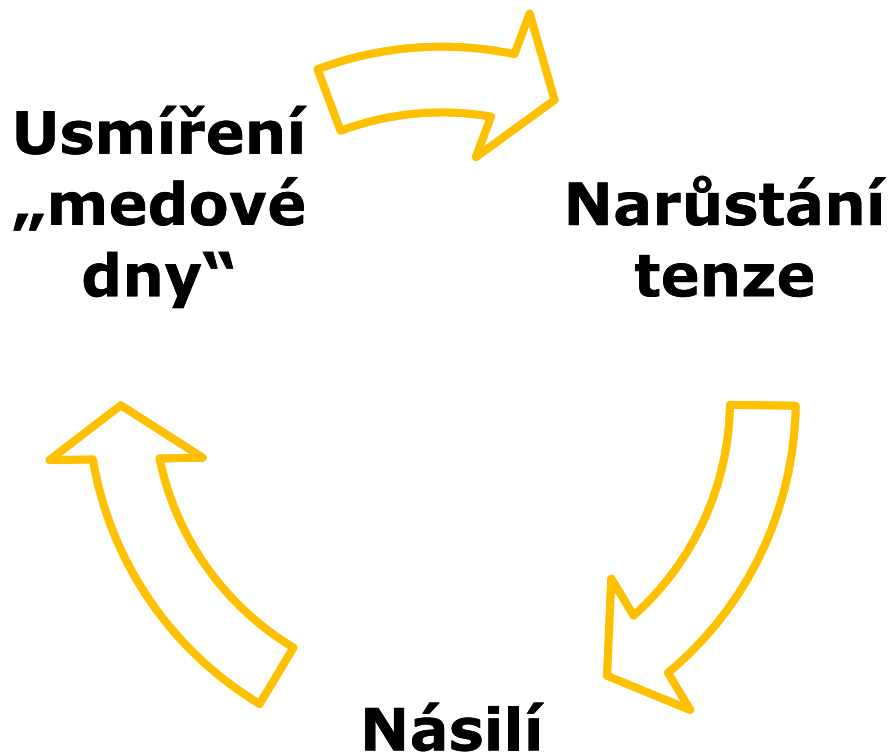 Usmíření
„medové
dny“
Narůstání
tenze
Násilí